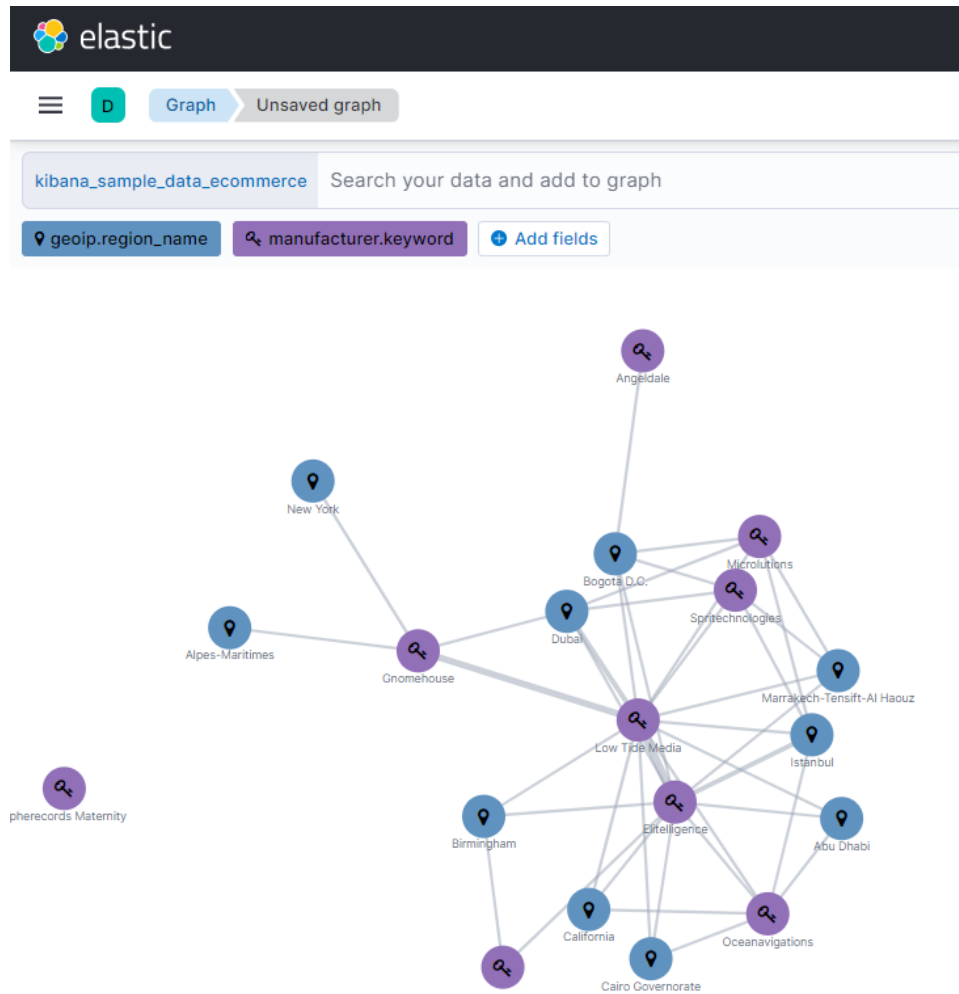 elastic
D Graph Unsaved graph
kibana_sample_data_ecommerce Search your data and add to graph
geoip.region_name manufacturer.keyword Add fields
Angeldale
New York
Microlutions
Bogota D.C.
Spritechnologies
Dubai
Alpes-Maritimes
Gnomehouse
Marrakech-Tensift-Al Haouz
Low Tide Media
Istanbul
pherecords Maternity
Elitelligence
Birmingham
Abu Dhabi
California
Oceanavigations
Cairo Governorate